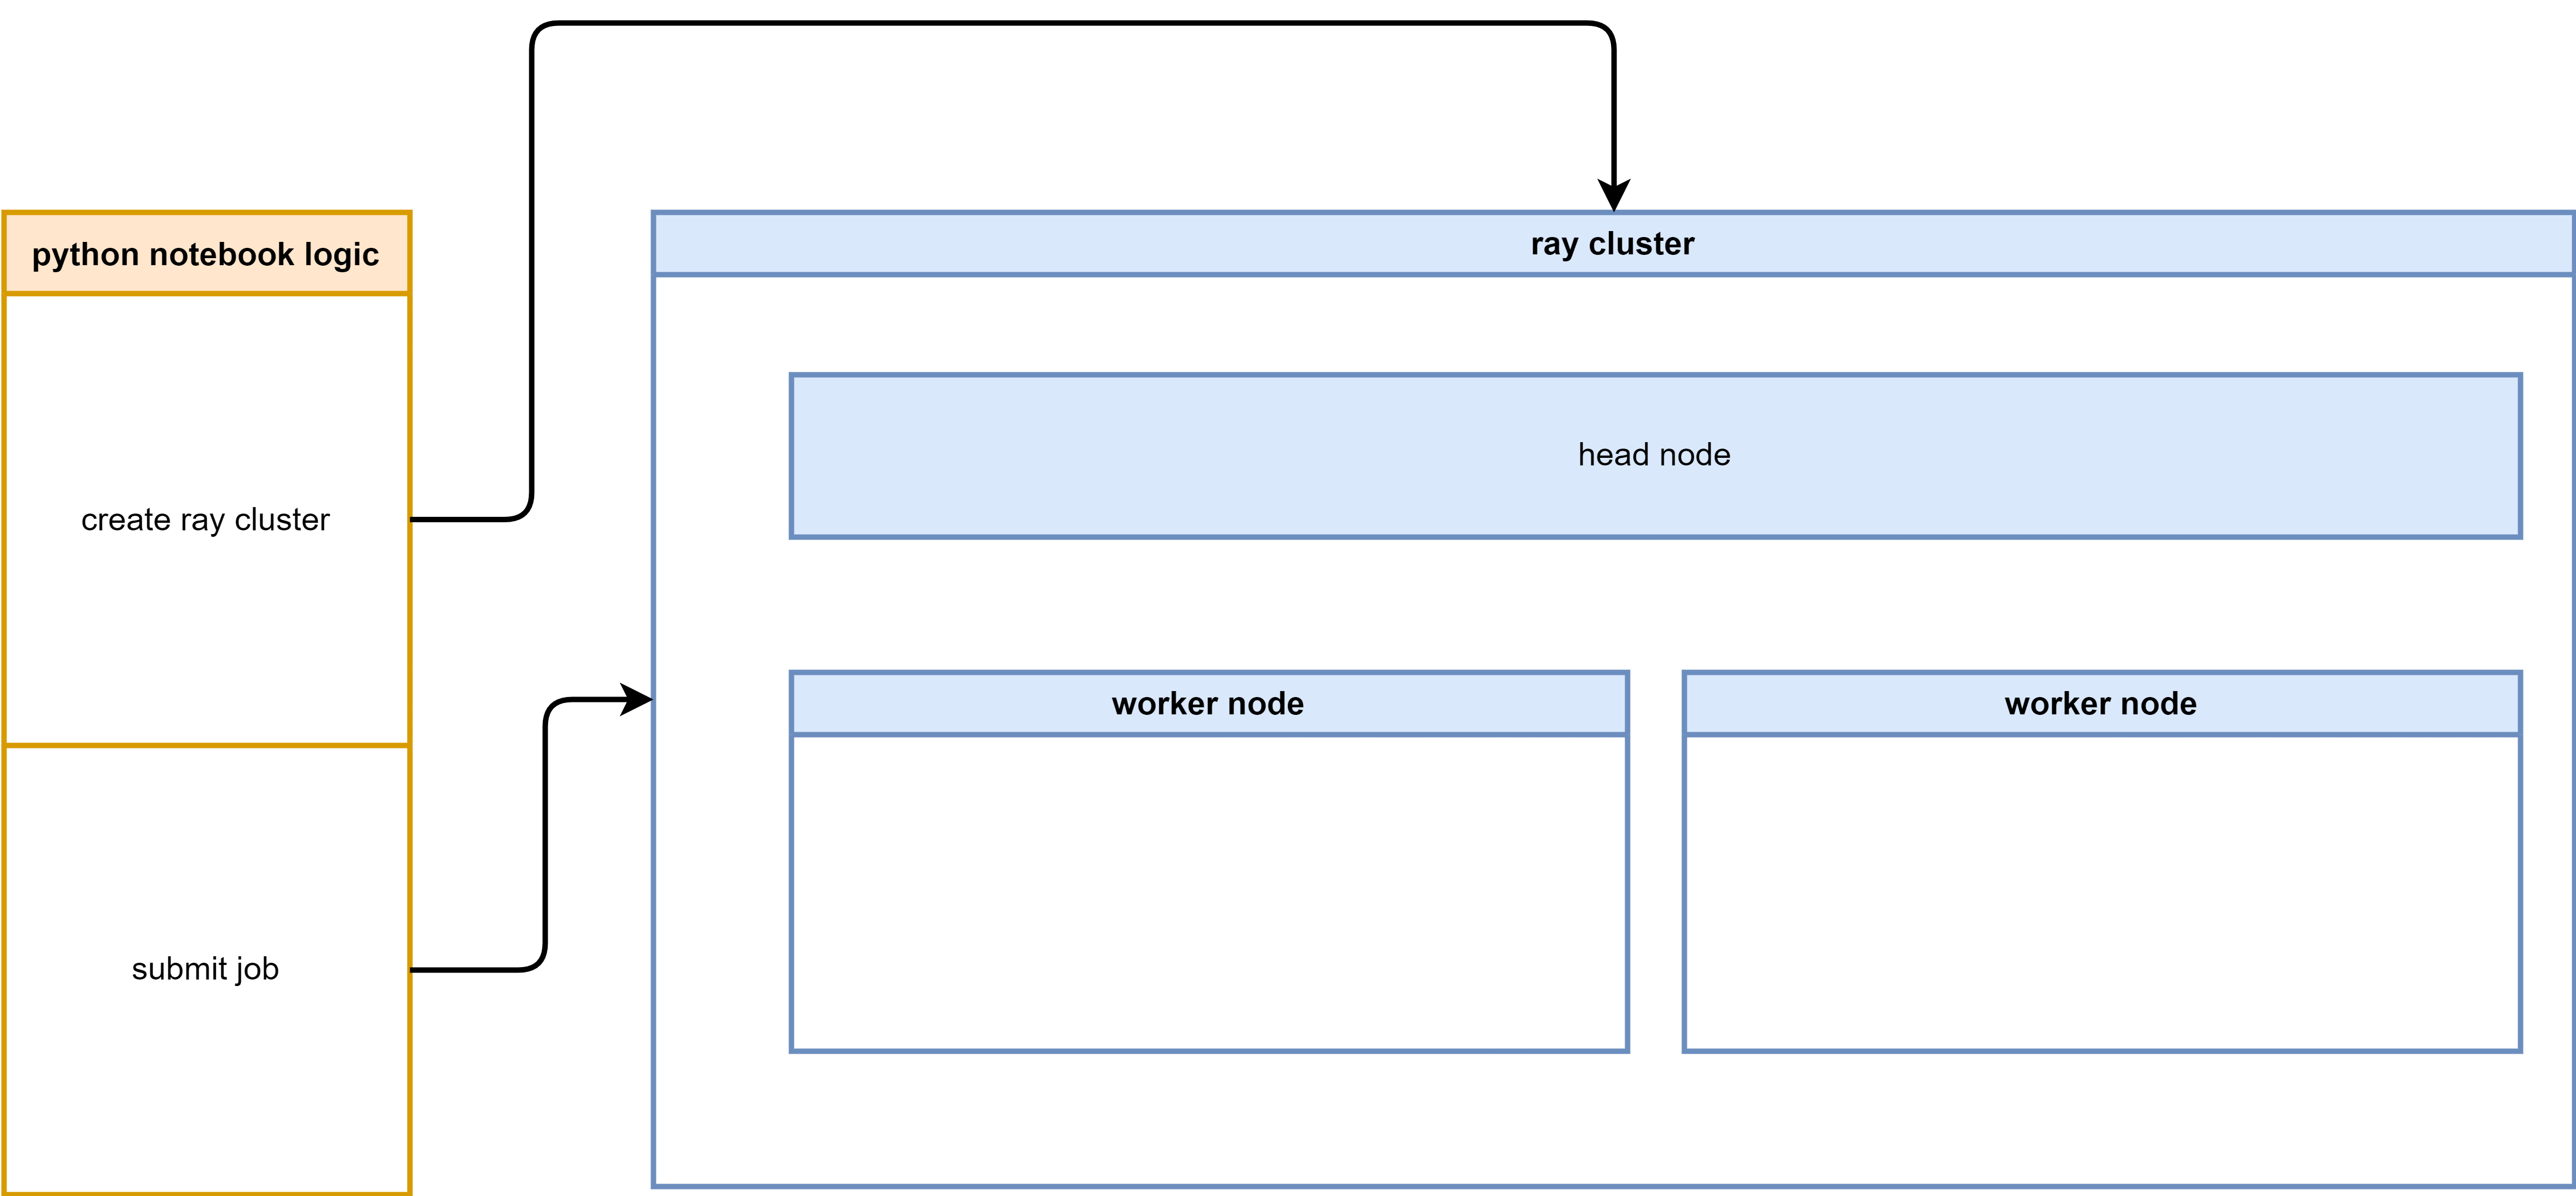 python notebook logic
create ray cluster
submit job
ray cluster
head node
worker node
worker node